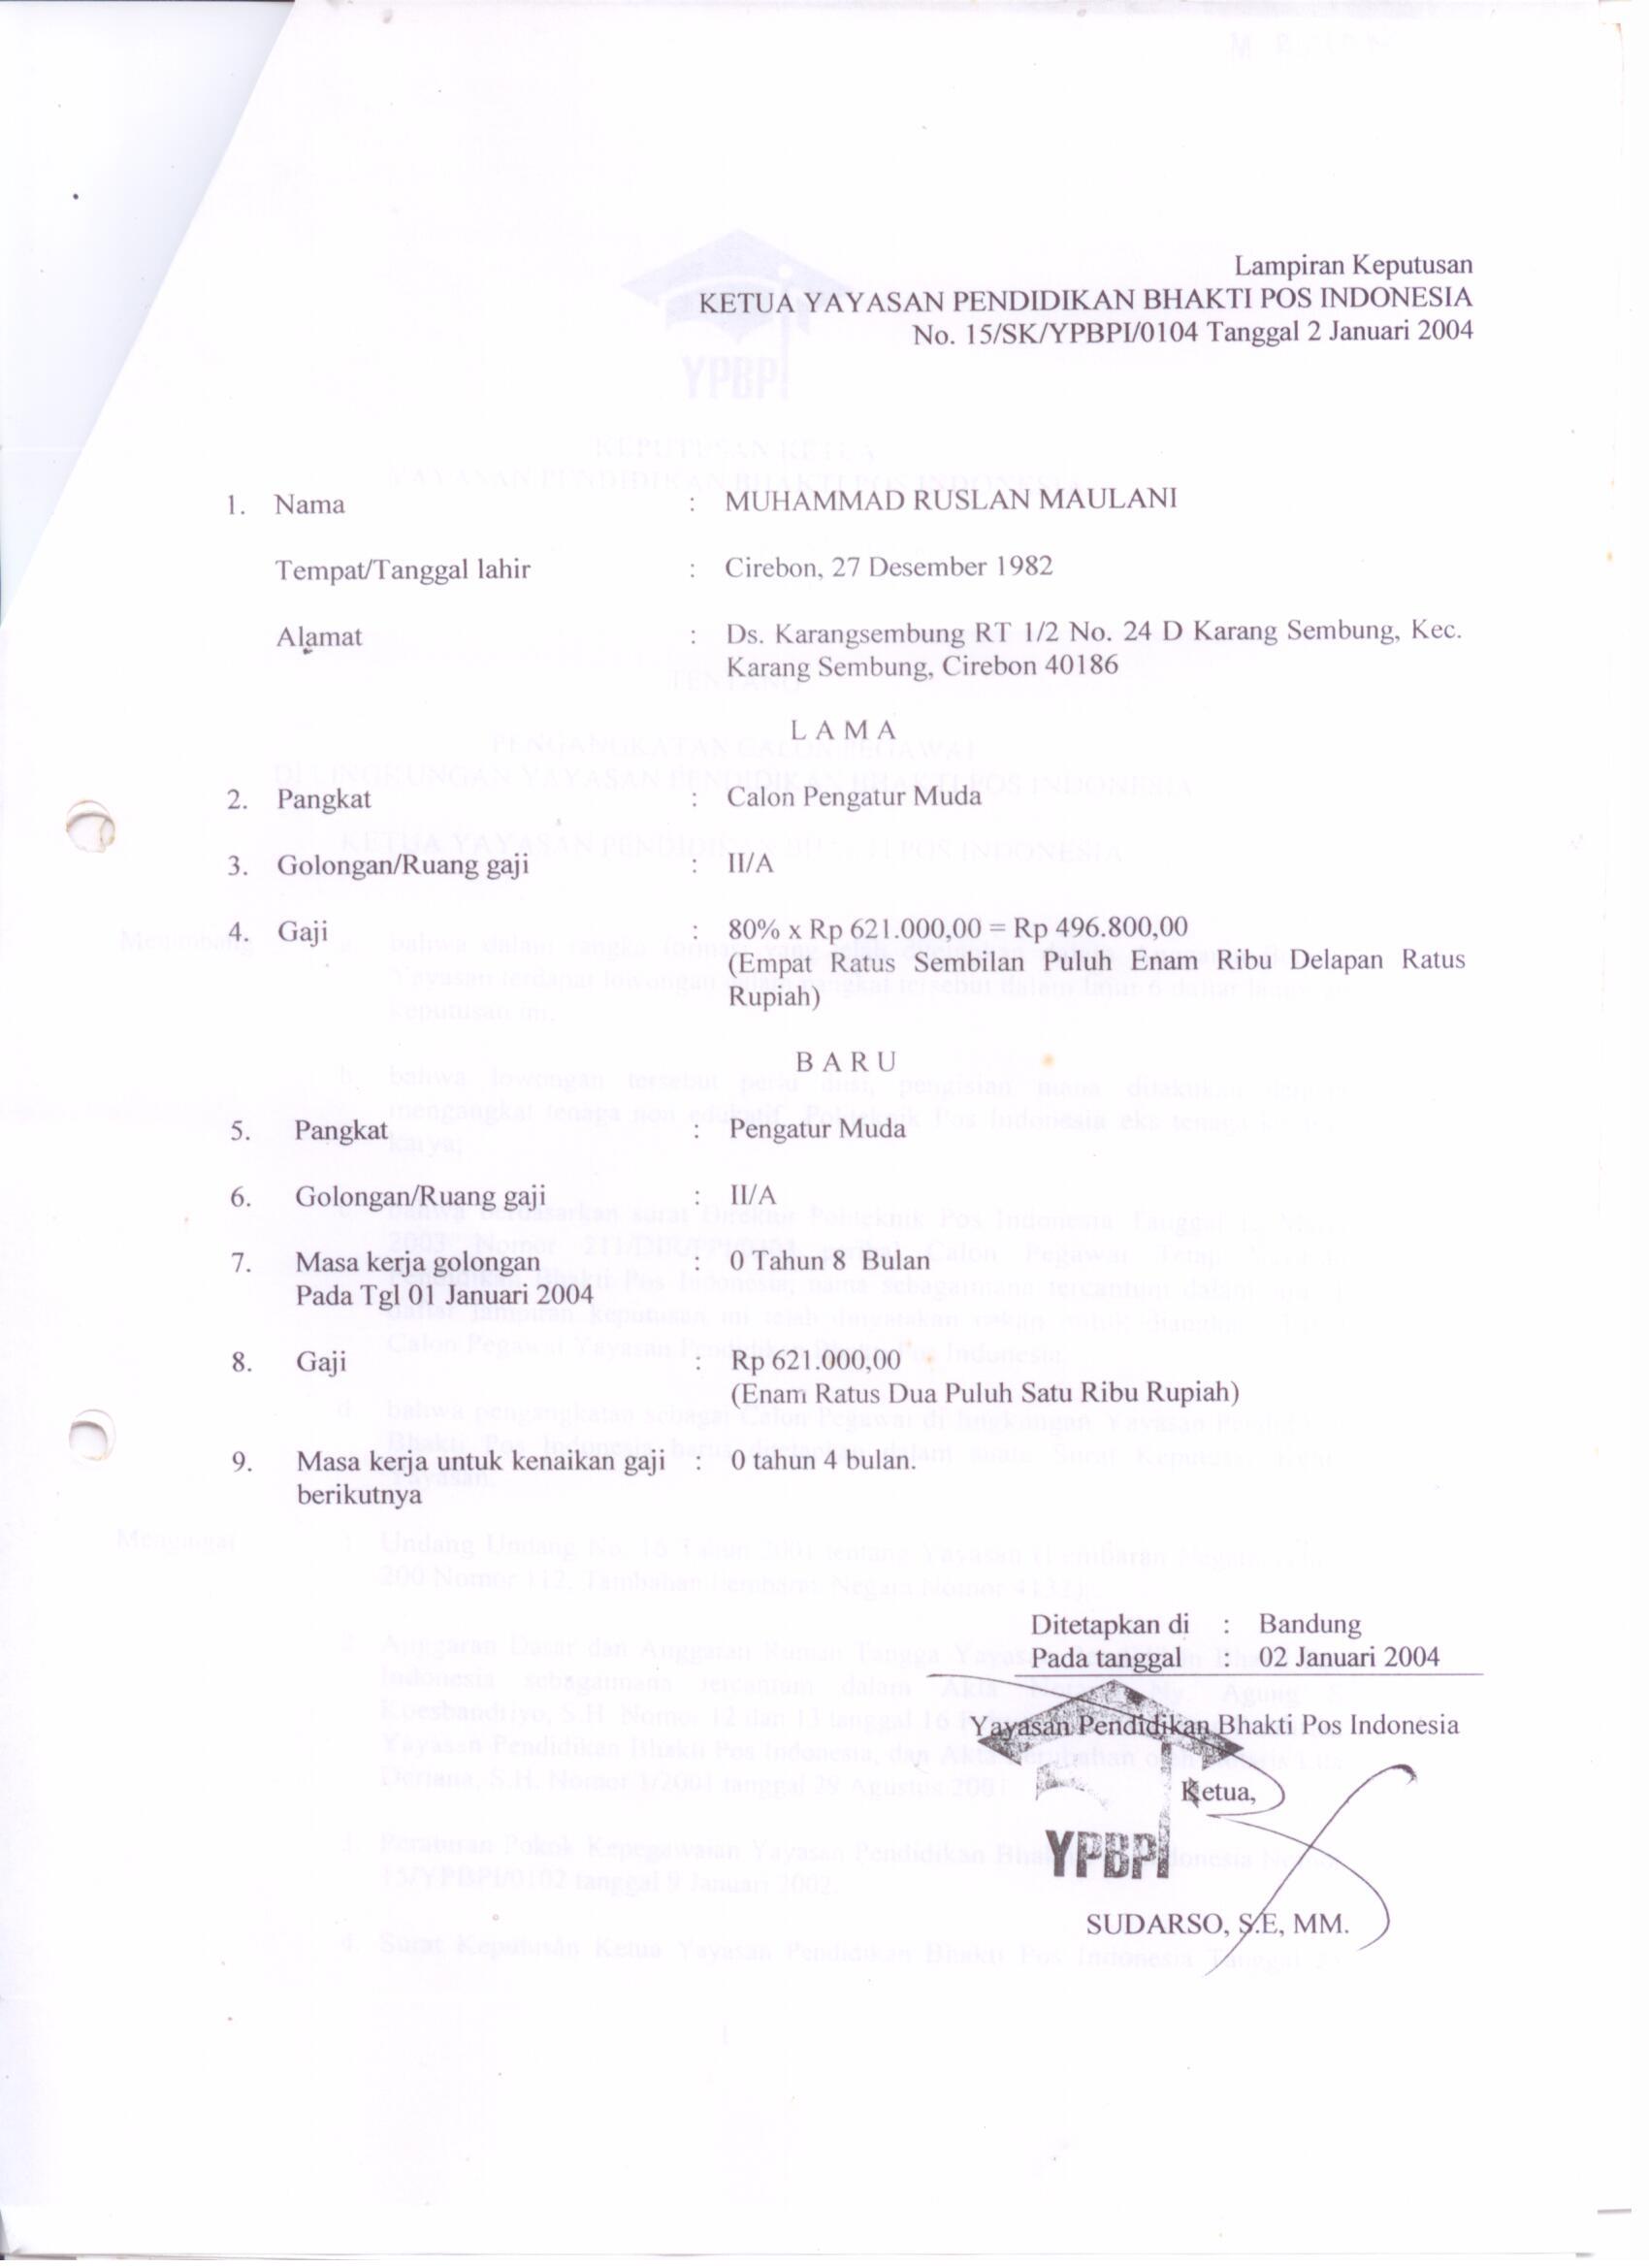 Lampiran Keputusan
KETUA YAYASAN PENDIDIKAN BHAKTI POS INDONESIA
No. 15/SK/YPBPI/0104 Tanggal 2 Januari 2004
1. Nama : MUHAMMAD RUSLAN MAULANI
Tempat/Tanggal lahir : Cirebon, 27 Desember 1982
Alamat : Ds. Karangsembung RT 1/2 No. 24 D Karang Sembung, Kec.
Karang Sembung, Cirebon 40186
L A M A
2. Pangkat : Calon Pengatur Muda
3. Golongan/Ruang gaji : II/A
4. Gaji : 80% x Rp 621.000,00 = Rp 496.800,00
(Empat Ratus Sembilan Puluh Enam Ribu Delapan Ratus
Rupiah)
B A R U
5. Pangkat : Pengatur Muda
6. Golongan/Ruang gaji : II/A
7. Masa kerja golongan : 0 Tahun 8 Bulan
Pada Tgl 01 Januari 2004
8. Gaji : Rp 621.000,00
(Enam Ratus Dua Puluh Satu Ribu Rupiah)
9. Masa kerja untuk kenaikan gaji : 0 tahun 4 bulan.
berikutnya
Ditetapkan di : Bandung
Pada tanggal : 02 Januari 2004
Yayasan Pendidikan Bhakti Pos Indonesia
Ketua,
YPBPI
SUDARSO, S.E, MM.